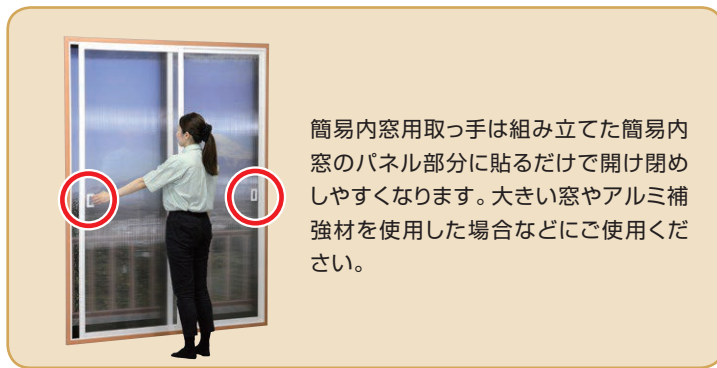 簡易内窓用取っ手は組み立てた簡易内
窓のパネル部分に貼るだけで開け閉め
しやすくなります。大きい窓やアルミ補
強材を使用した場合などにご使用くだ
さい。